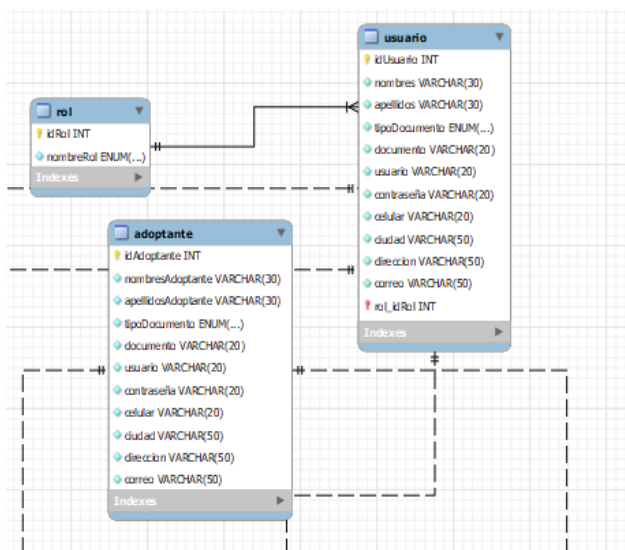 usuario
idUsuario INT
nombres VARCHAR(30)
apellidos VARCHAR(30)
tipoDocumento ENUM(...)
documento VARCHAR(20)
usuario VARCHAR(20)
contraseña VARCHAR(20)
celular VARCHAR(20)
ciudad VARCHAR(50)
direccion VARCHAR(50)
correo VARCHAR(50)
rol_idRol INT
Indexes
rol
idRol INT
nombreRol ENUM(...)
Indexes
adoptante
idAdoptante INT
nombresAdoptante VARCHAR(30)
apellidosAdoptante VARCHAR(30)
tipoDocumento ENUM(...)
documento VARCHAR(20)
usuario VARCHAR(20)
contraseña VARCHAR(20)
celular VARCHAR(20)
ciudad VARCHAR(50)
direccion VARCHAR(50)
correo VARCHAR(50)
Indexes